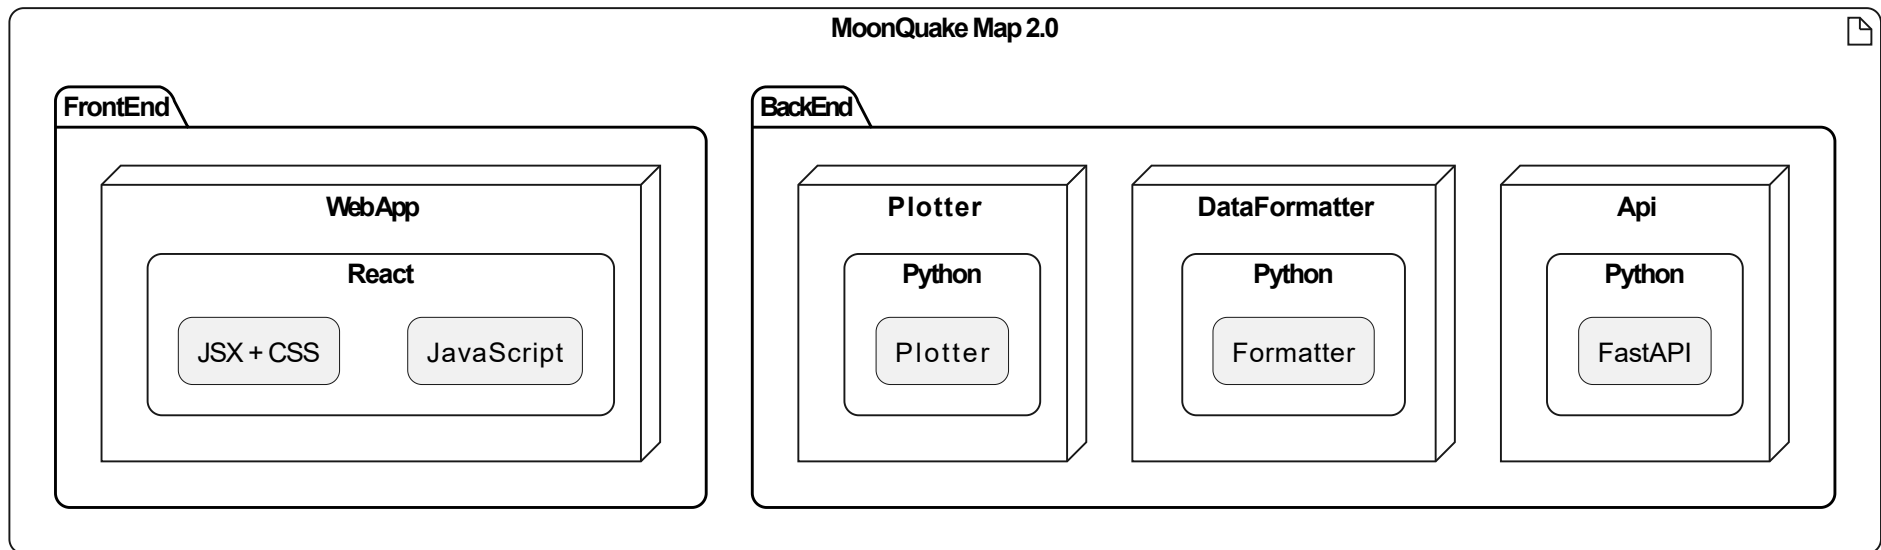 MoonQuake Map 2.0
FrontEnd
WebApp
React
JSX + CSS
JavaScript
BackEnd
Plotter
Python
Plotter
DataFormatter
Python
Formatter
Api
Python
FastAPI